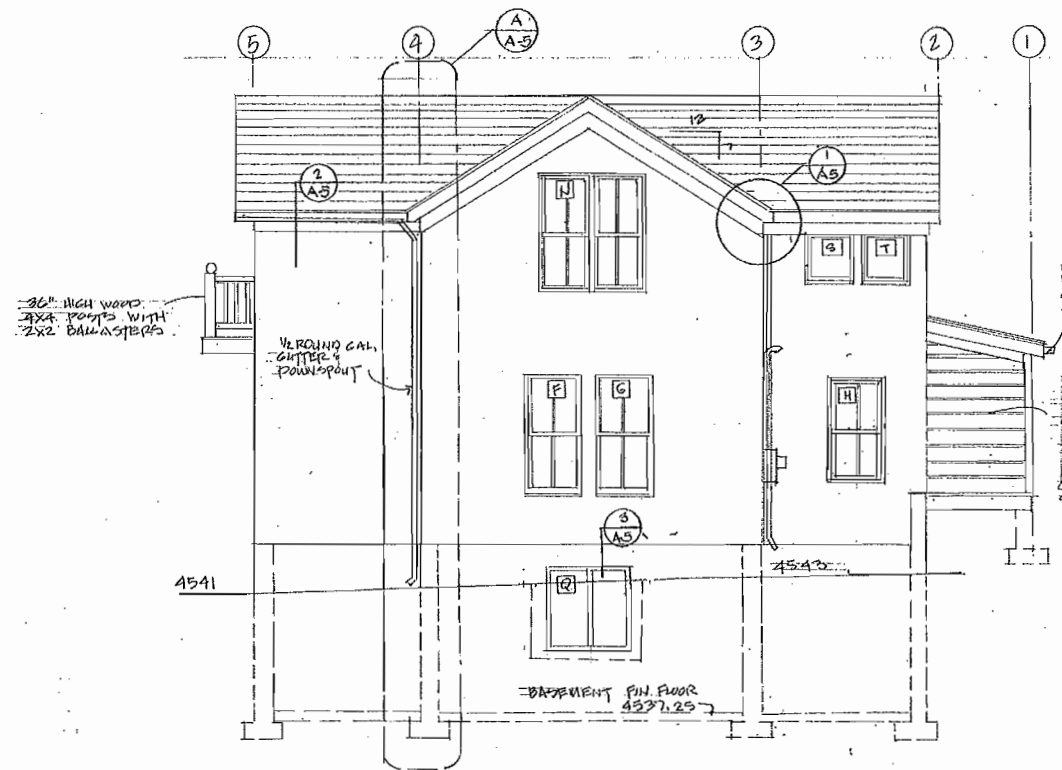 A
A-5
5
4
3
2
1
12
7
1
A5
2
A-5
N
S
T
36" HIGH WOOD
4X4 POSTS WITH
2X2 BALLASTERS
1/2 ROUND GAL.
GUTTER &
DOWNSPOUT
F
G
H
3
A5
4541
4543
Q
BASEMENT FIN. FLOOR
4537.25